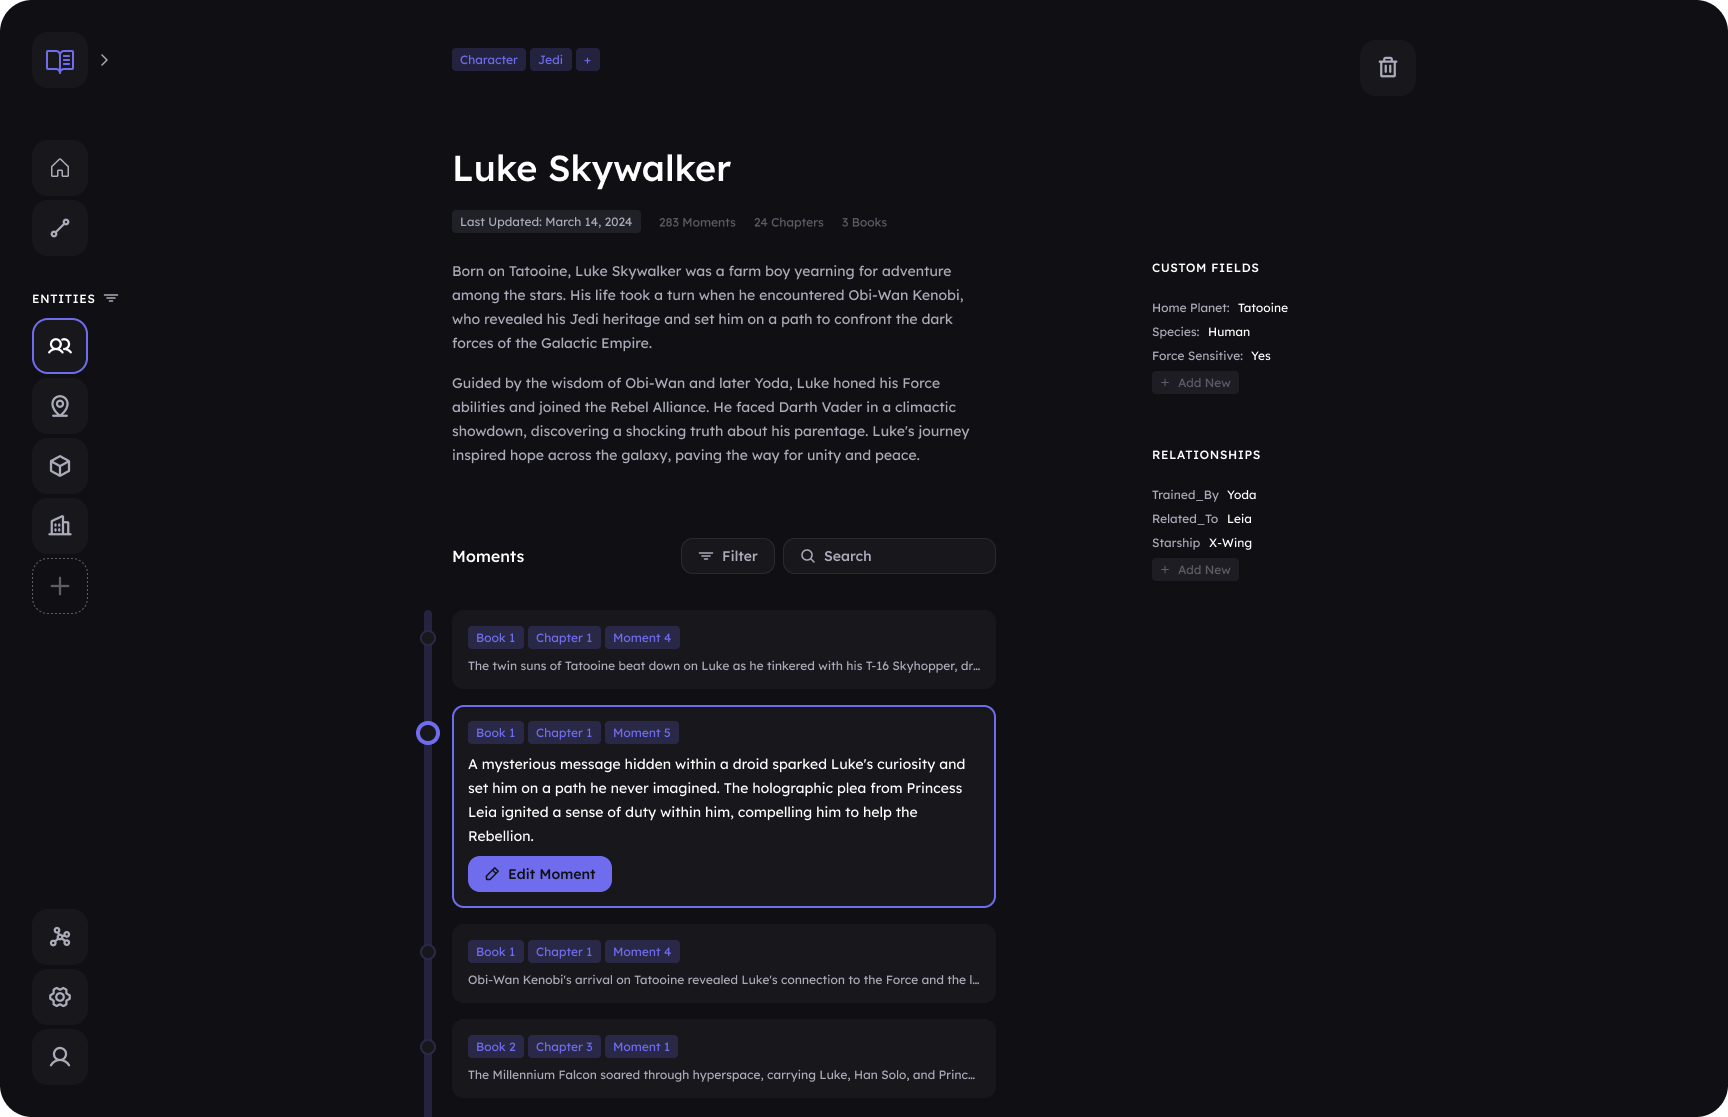 Character Jedi +
Luke Skywalker
Last Updated: March 14, 2024 283 Moments 24 Chapters 3 Books
Born on Tatooine, Luke Skywalker was a farm boy yearning for adventure
among the stars. His life took a turn when he encountered Obi-Wan Kenobi,
who revealed his Jedi heritage and set him on a path to confront the dark
forces of the Galactic Empire.
Guided by the wisdom of Obi-Wan and later Yoda, Luke honed his Force
abilities and joined the Rebel Alliance. He faced Darth Vader in a climactic
showdown, discovering a shocking truth about his parentage. Luke's journey
inspired hope across the galaxy, paving the way for unity and peace.
ENTITIES
CUSTOM FIELDS
Home Planet: Tatooine
Species: Human
Force Sensitive: Yes
+ Add New
RELATIONSHIPS
Trained_By Yoda
Related_To Leia
Starship X-Wing
+ Add New
Moments Filter Search
Book 1 Chapter 1 Moment 4
The twin suns of Tatooine beat down on Luke as he tinkered with his T-16 Skyhopper, dr...
Book 1 Chapter 1 Moment 5
A mysterious message hidden within a droid sparked Luke's curiosity and
set him on a path he never imagined. The holographic plea from Princess
Leia ignited a sense of duty within him, compelling him to help the
Rebellion.
Edit Moment
Book 1 Chapter 1 Moment 4
Obi-Wan Kenobi's arrival on Tatooine revealed Luke's connection to the Force and the l...
Book 2 Chapter 3 Moment 1
The Millennium Falcon soared through hyperspace, carrying Luke, Han Solo, and Princ...